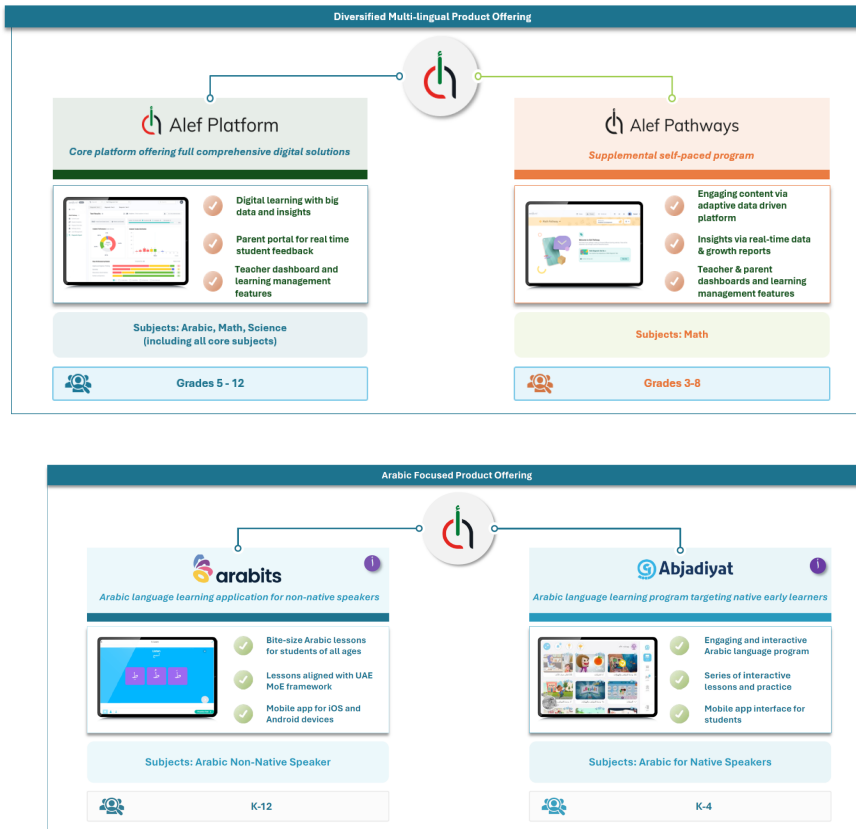 Diversified Multi-lingual Product Offering
Alef Platform
Core platform offering full comprehensive digital solutions
Digital learning with big
data and insights
Parent portal for real time
student feedback
Teacher dashboard and
learning management
features
Subjects: Arabic, Math, Science
(including all core subjects)
Grades 5 - 12
Alef Pathways
Supplemental self-paced program
Engaging content via
adaptive data driven
platform
Insights via real-time data
& growth reports
Teacher & parent
dashboards and learning
management features
Subjects: Math
Grades 3-8
Arabic Focused Product Offering
arabits
Arabic language learning application for non-native speakers
Bite-size Arabic lessons
for students of all ages
Lessons aligned with UAE
MoE framework
Mobile app for iOS and
Android devices
Subjects: Arabic Non-Native Speaker
K-12
Abjadiyat
Arabic language learning program targeting native early learners
Engaging and interactive
Arabic language program
Series of interactive
lessons and practice
Mobile app interface for
students
Subjects: Arabic for Native Speakers
K-4